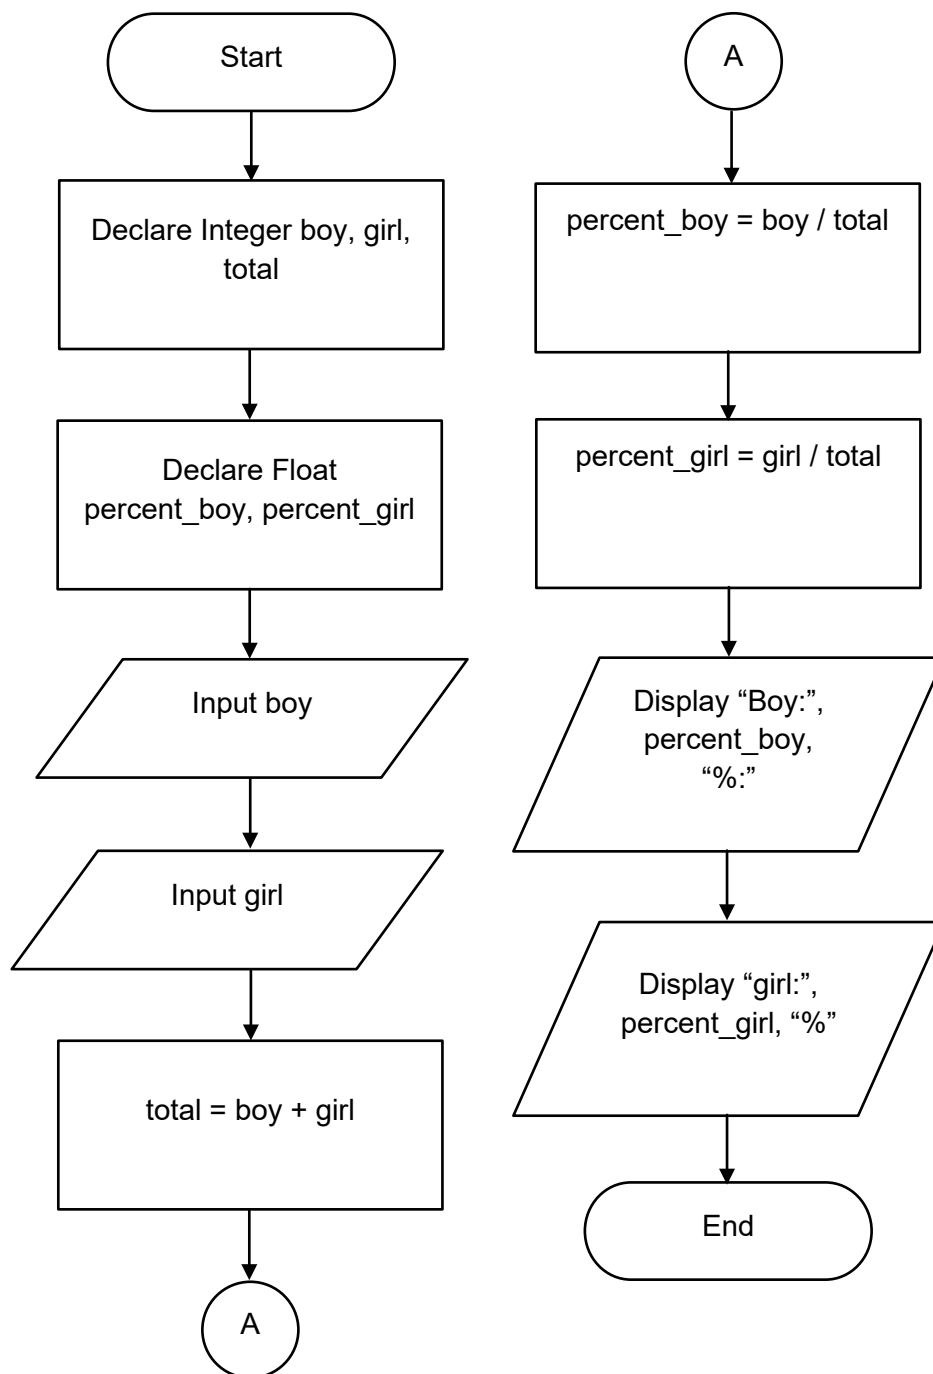 Start
Declare Integer boy, girl,
total
Declare Float
percent_boy, percent_girl
Input boy
Input girl
total = boy + girl
A
A
percent_boy = boy / total
percent_girl = girl / total
Display “Boy:”,
percent_boy,
“%:”
Display “girl:”,
percent_girl, “%”
End